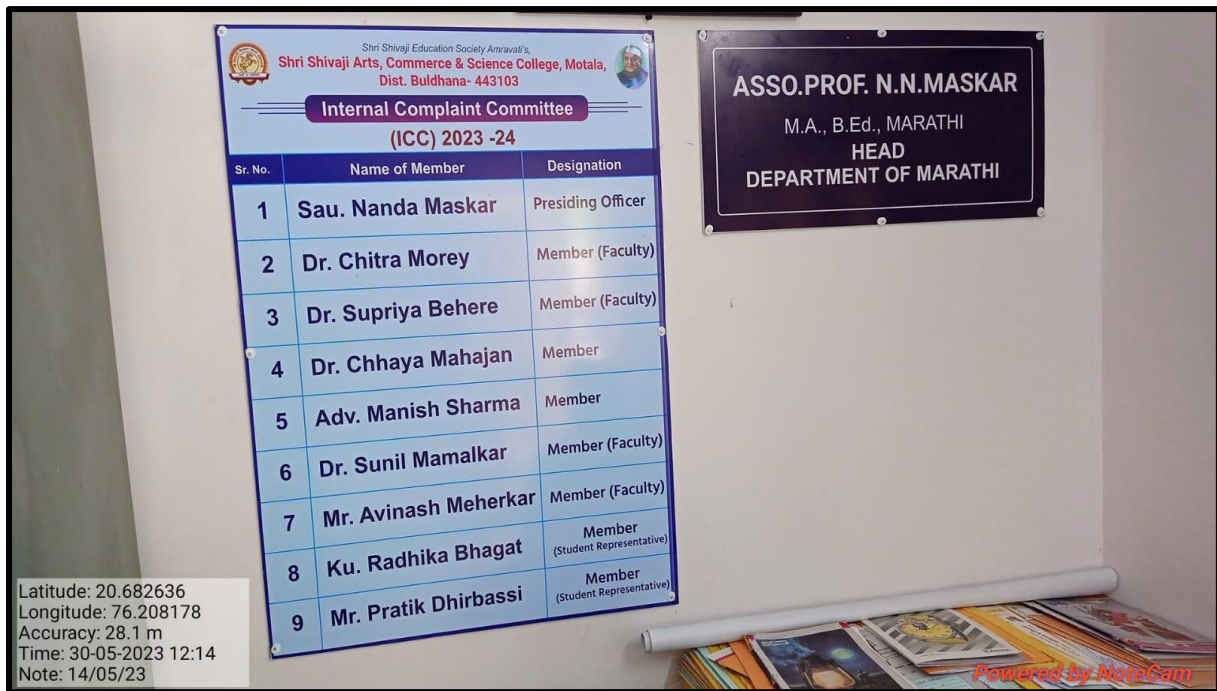 Shri Shivaji Education Society Amravati's,
Shri Shivaji Arts, Commerce & Science College, Motala,
Dist. Buldhana- 443103
Internal Complaint Committee
(ICC) 2023 -24
Sr. No. Name of Member Designation
1 Sau. Nanda Maskar Presiding Officer
2 Dr. Chitra Morey Member (Faculty)
3 Dr. Supriya Behere Member (Faculty)
4 Dr. Chhaya Mahajan Member
5 Adv. Manish Sharma Member
6 Dr. Sunil Mamalkar Member (Faculty)
7 Mr. Avinash Meherkar Member (Faculty)
8 Ku. Radhika Bhagat Member
(Student Representative)
9 Mr. Pratik Dhirbassi Member
(Student Representative)
ASSO.PROF. N.N.MASKAR
M.A., B.Ed., MARATHI
HEAD
DEPARTMENT OF MARATHI
Latitude: 20.682636
Longitude: 76.208178
Accuracy: 28.1 m
Time: 30-05-2023 12:14
Note: 14/05/23
Powered by NoteCam